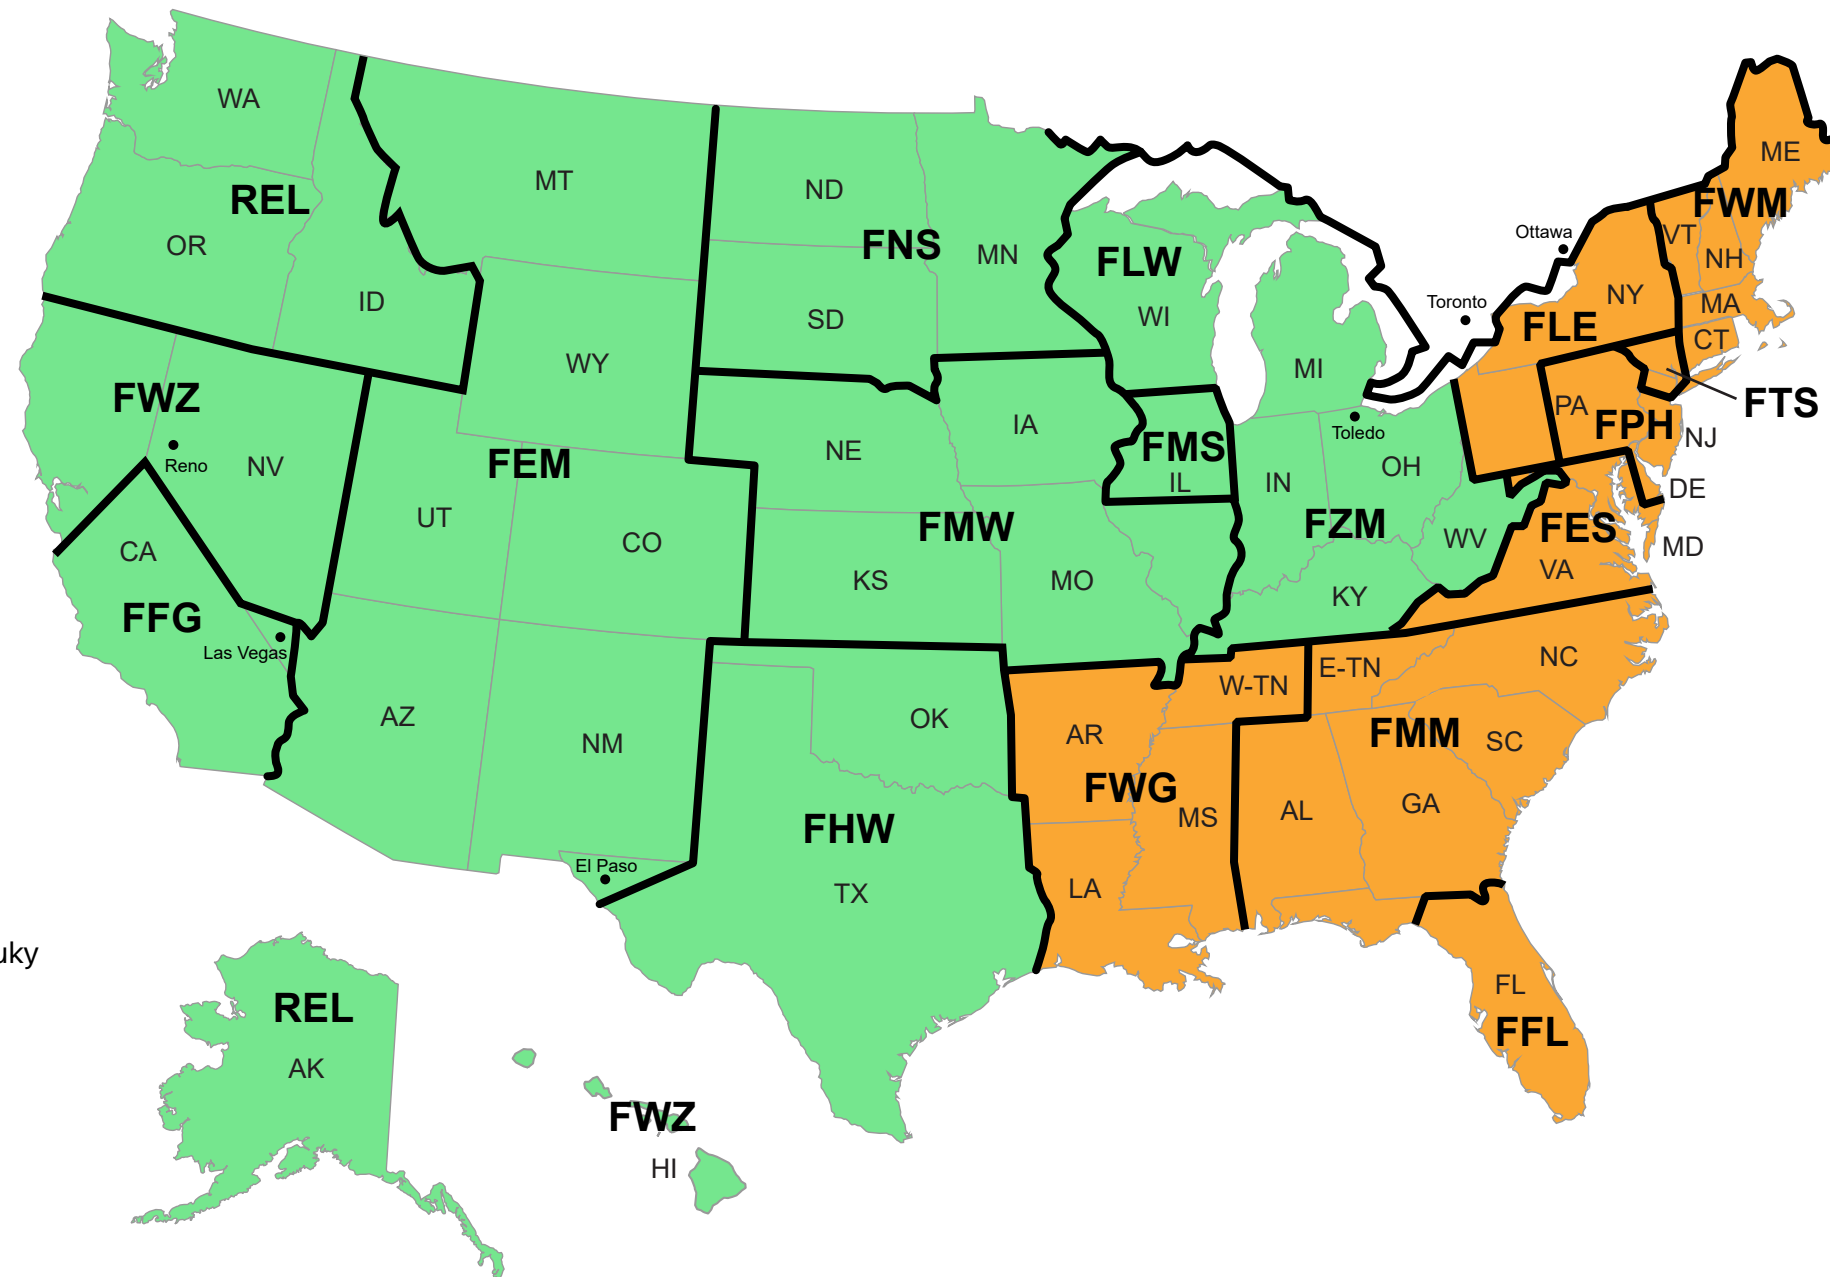 WA
REL
OR
ID
MT
ND
FNS
MN
SD
WY
FLW
WI
MI
Ottawa
Toronto
NY
FLE
ME
FWM
VT
NH
MA
CT
FTS
PA
FPH
NJ
DE
MD
FWZ
Reno
NV
FEM
UT
CO
NE
IA
FMW
KS
MO
FMS
IL
IN
Toledo
OH
FZM
WV
KY
FES
VA
CA
FFG
Las Vegas
AZ
NM
El Paso
OK
FHW
TX
AR
W-TN
E-TN
NC
FMM
SC
FWG
MS
AL
GA
LA
FL
FFL
uky
REL
AK
FWZ
HI